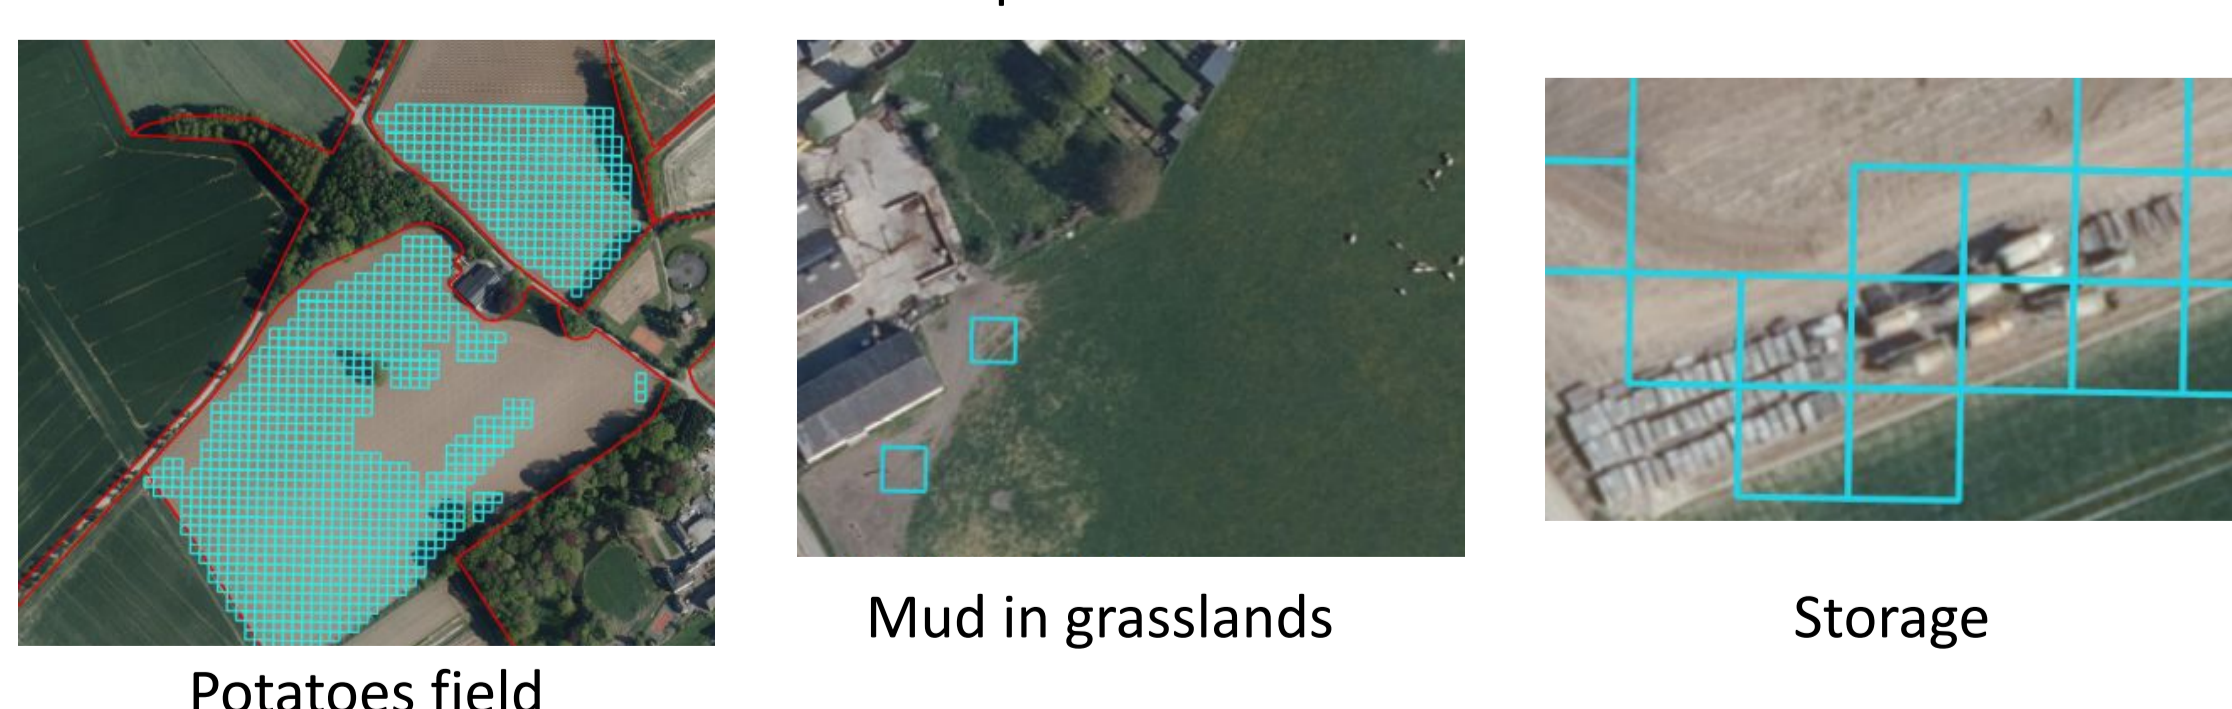 Potatoes field
Mud in grasslands
Storage